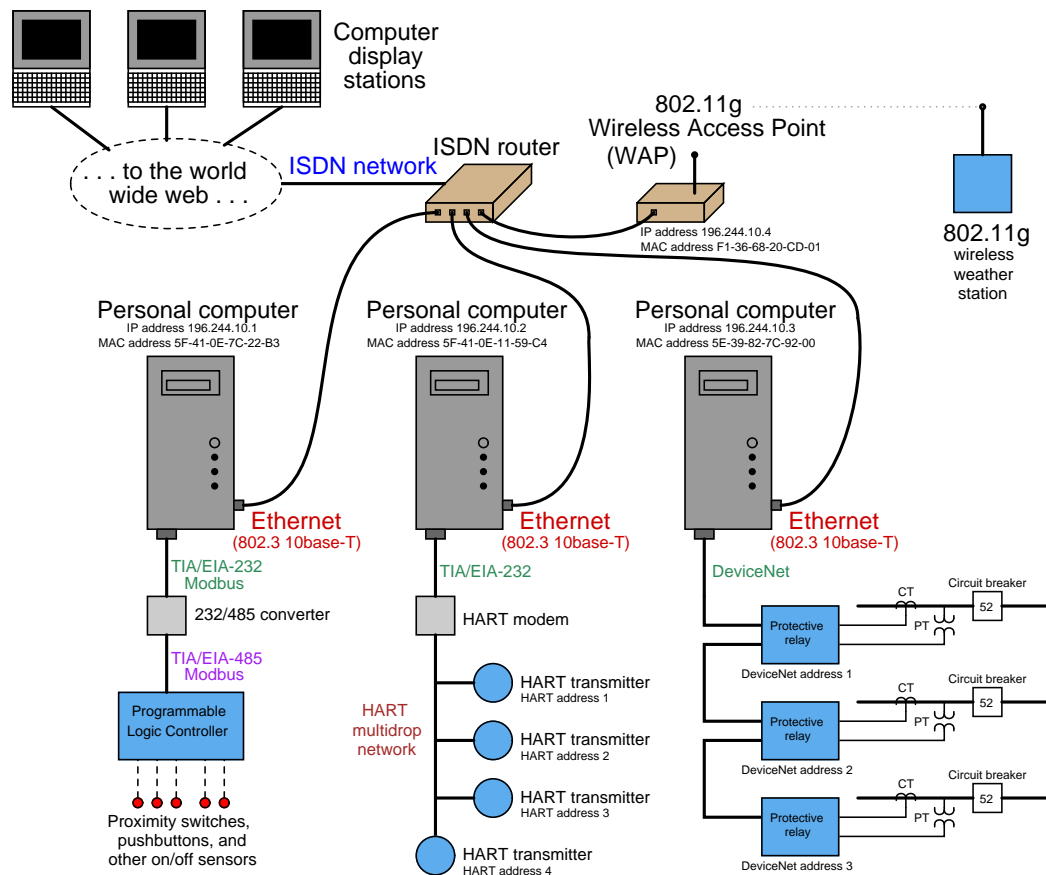 Computer
display
stations
. . . to the world
wide web . . .
ISDN network
ISDN router
802.11g
Wireless Access Point
(WAP)
IP address 196.244.10.4
MAC address F1-36-68-20-CD-01
802.11g
wireless
weather
station
Personal computer
IP address 196.244.10.1
MAC address 5F-41-0E-7C-22-B3
Personal computer
IP address 196.244.10.2
MAC address 5F-41-0E-11-59-C4
Personal computer
IP address 196.244.10.3
MAC address 5E-39-82-7C-92-00
Ethernet
(802.3 10base-T)
Ethernet
(802.3 10base-T)
Ethernet
(802.3 10base-T)
TIA/EIA-232
Modbus
232/485 converter
TIA/EIA-485
Modbus
Programmable
Logic Controller
Proximity switches,
pushbuttons, and
other on/off sensors
TIA/EIA-232
HART modem
HART
multidrop
network
HART transmitter
HART address 1
HART transmitter
HART address 2
HART transmitter
HART address 3
HART transmitter
HART address 4
DeviceNet
Protective
relay
DeviceNet address 1
CT
PT
Circuit breaker
52
Protective
relay
DeviceNet address 2
CT
PT
Circuit breaker
52
Protective
relay
DeviceNet address 3
CT
PT
Circuit breaker
52